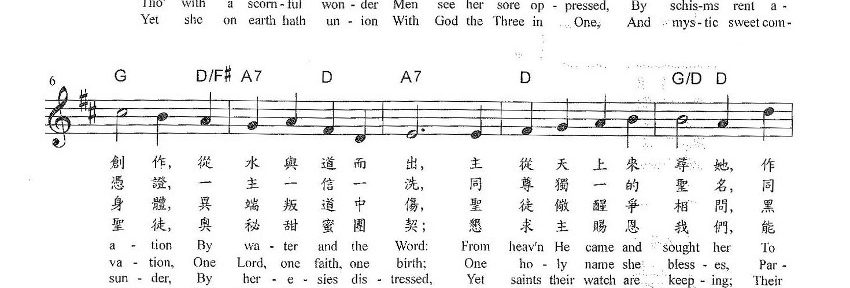 Tho' with a scorn-ful won-der Men see her sore op-pressed, By schis-ms rent a-
Yet she on earth hath un-ion With God the Three in One, And mys-tic sweet com-
6 G D/F# A7 D A7 D G/D D
創 作, 從 水 與 道 而 出, 主 從 天 上 來 尋 她, 作
憑 證, 一 主 一 信 一 洗, 同 尊 獨 一 的 聖 名, 同
身 體, 異 端 叛 道 中 傷, 聖 徒 儆 醒 爭 相 問, 黑
聖 徒, 奧 秘 甜 蜜 團 契; 懇 求 主 賜 恩 我 們, 能
a - tion By wa - ter and the Word: From heav'n He came and sought her To
va - tion, One Lord, one faith, one birth; One ho - ly name she bless - es, Par-
sun - der, By her - e - sies dis - tressed, Yet saints their watch are keep - ing; Their